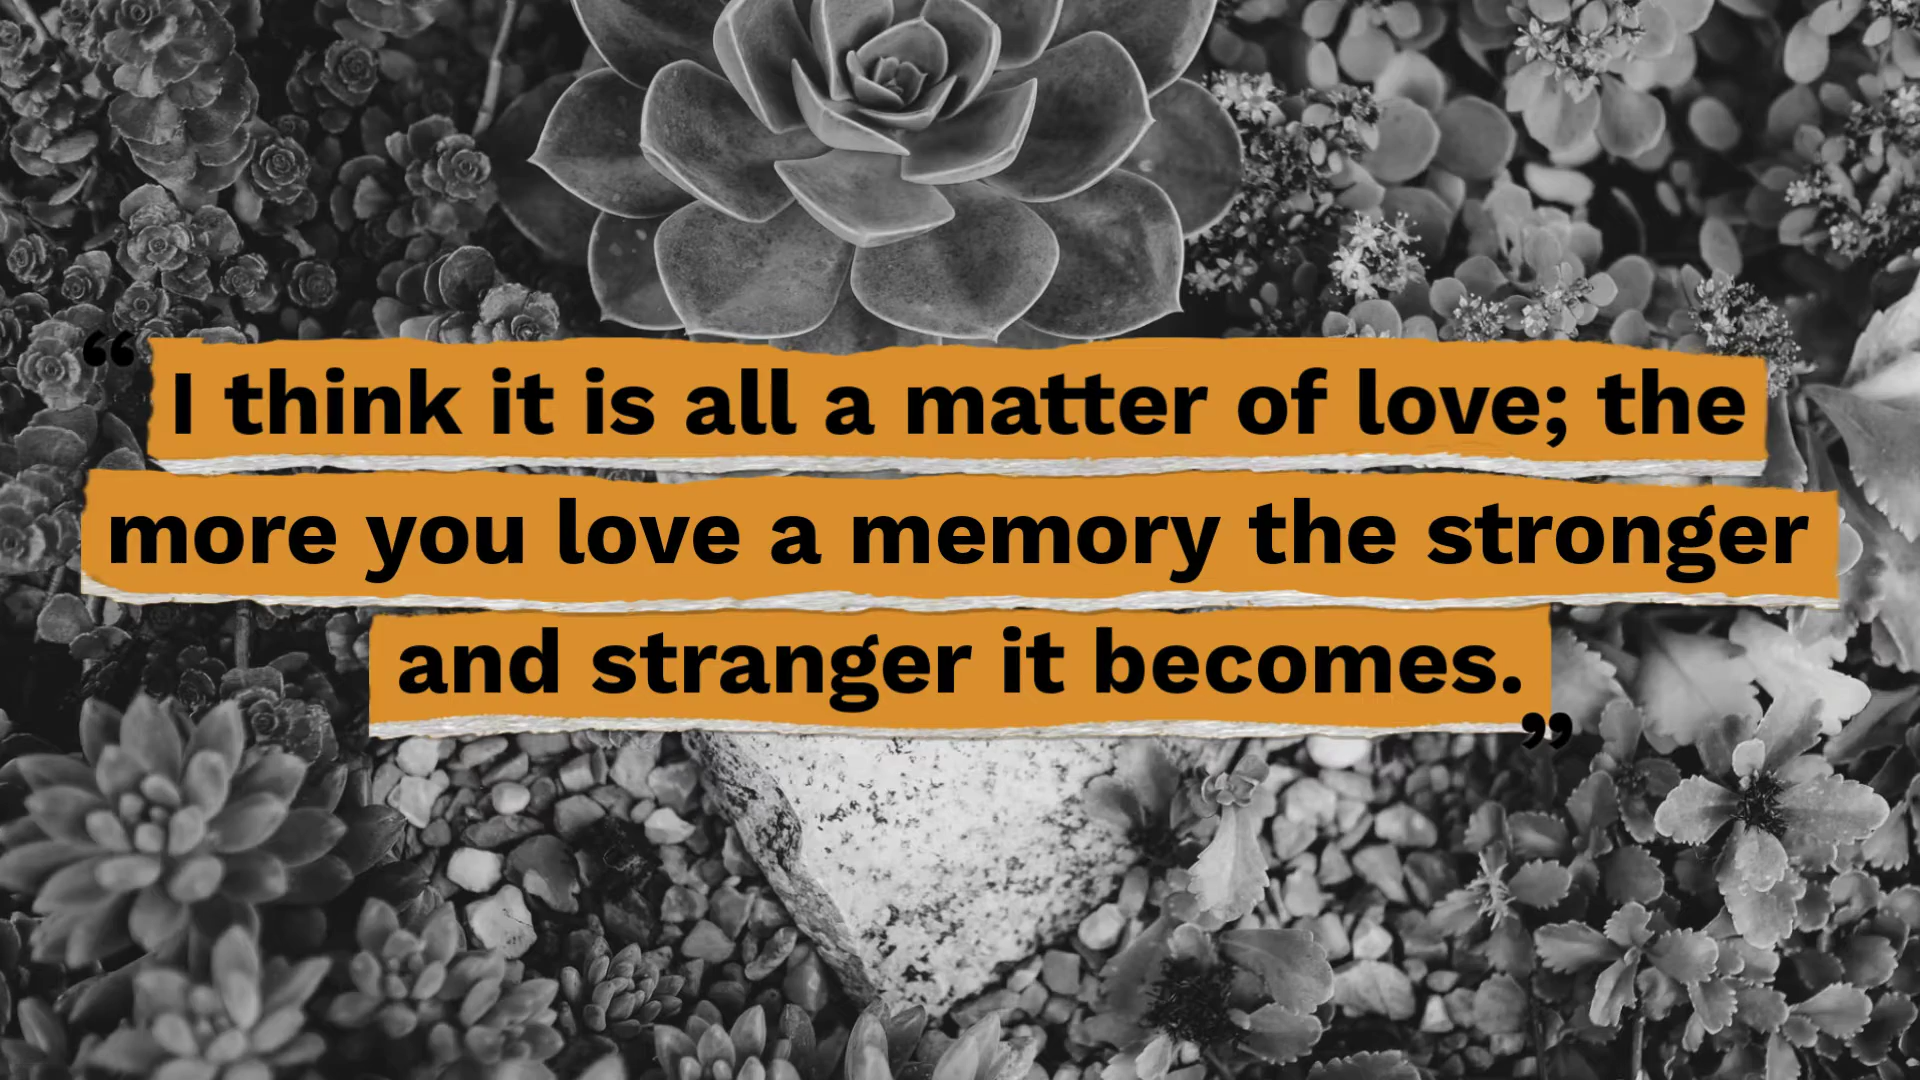 “I think it is all a matter of love; the
more you love a memory the stronger
and stranger it becomes.”